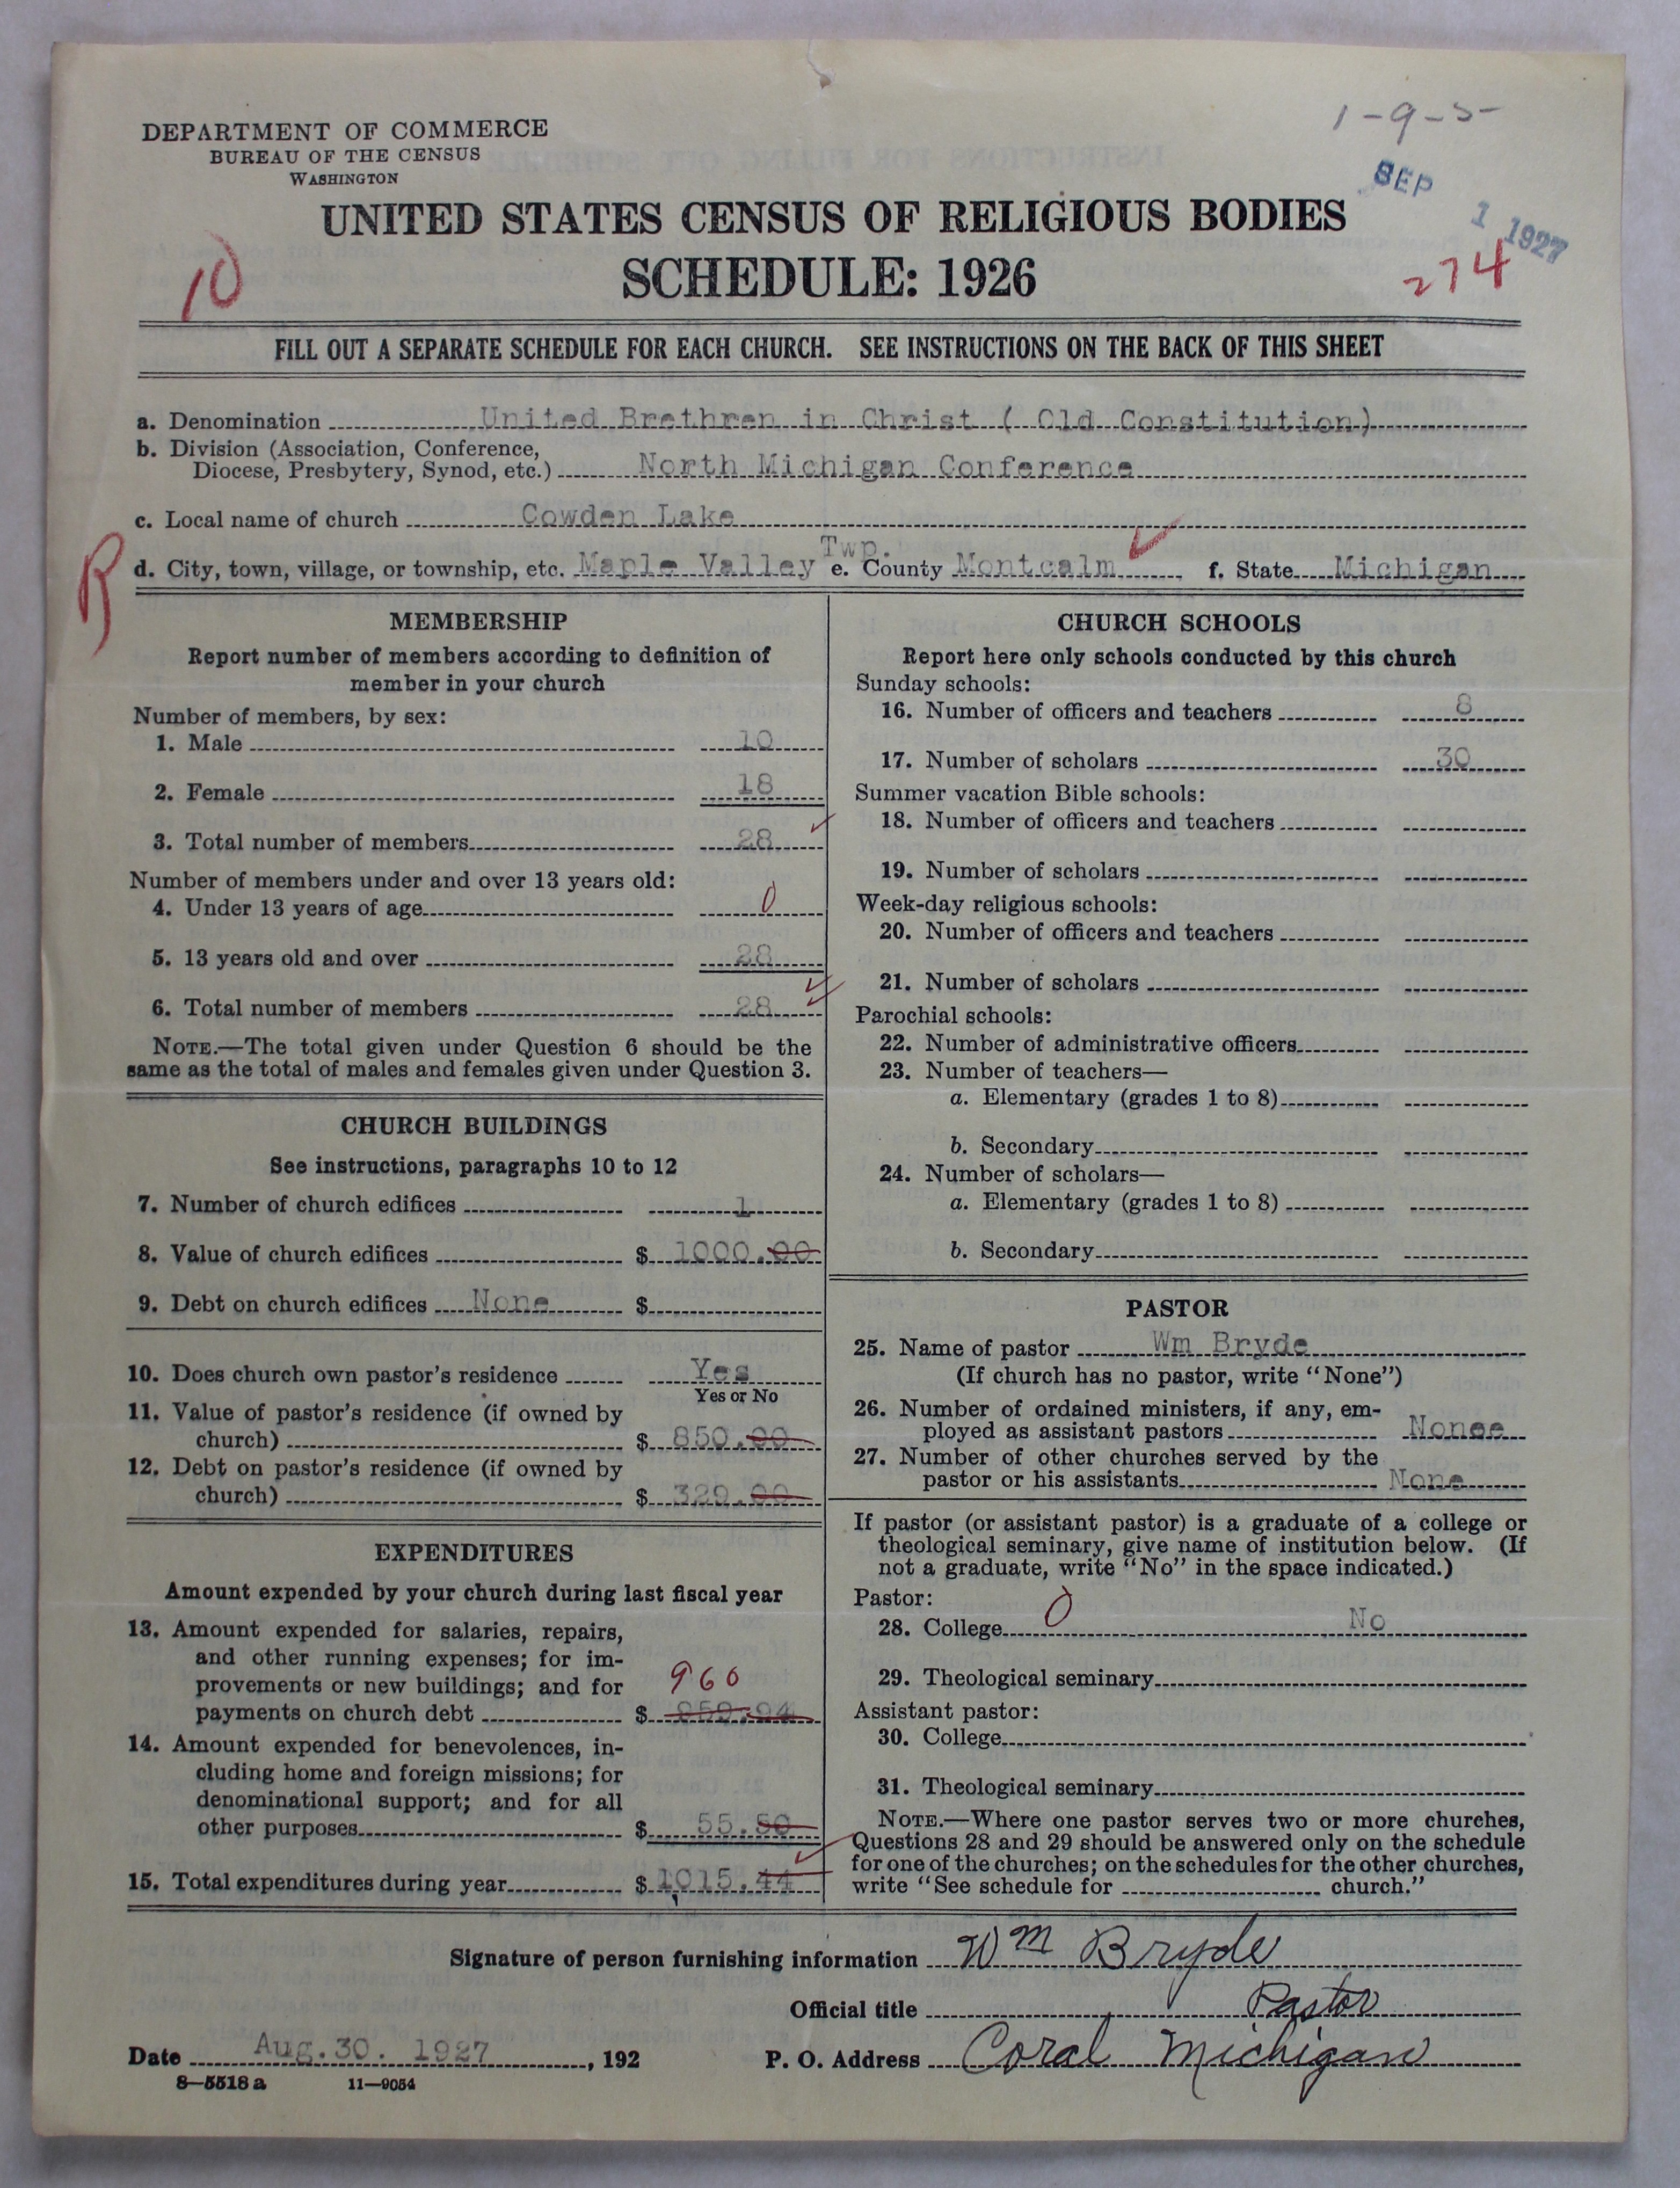 1-9-5-
DEPARTMENT OF COMMERCE
BUREAU OF THE CENSUS
WASHINGTON
SEP 1 1927
UNITED STATES CENSUS OF RELIGIOUS BODIES
SCHEDULE: 1926
10
274
FILL OUT A SEPARATE SCHEDULE FOR EACH CHURCH. SEE INSTRUCTIONS ON THE BACK OF THIS SHEET
a. Denomination United Brethren in Christ ( Old Constitution)
b. Division (Association, Conference,
Diocese, Presbytery, Synod, etc.) North Michigan Conference
c. Local name of church Cowden Lake
R
d. City, town, village, or township, etc. Maple Valley Twp. e. County Montcalm f. State Michigan
MEMBERSHIP
Report number of members according to definition of
member in your church
Number of members, by sex:
1. Male 10
2. Female 18
3. Total number of members 28
Number of members under and over 13 years old:
4. Under 13 years of age 0
5. 13 years old and over 28
6. Total number of members 28
NOTE.—The total given under Question 6 should be the
same as the total of males and females given under Question 3.
CHURCH BUILDINGS
See instructions, paragraphs 10 to 12
7. Number of church edifices 1
8. Value of church edifices $ 1000.00
9. Debt on church edifices None $
10. Does church own pastor's residence Yes
Yes or No
11. Value of pastor's residence (if owned by
church) $ 850.00
12. Debt on pastor's residence (if owned by
church) $ 329.00
EXPENDITURES
Amount expended by your church during last fiscal year
13. Amount expended for salaries, repairs,
and other running expenses; for im-
provements or new buildings; and for
960
payments on church debt $ 959.94
14. Amount expended for benevolences, in-
cluding home and foreign missions; for
denominational support; and for all
other purposes $ 55.50
15. Total expenditures during year $ 1015.44
CHURCH SCHOOLS
Report here only schools conducted by this church
Sunday schools:
16. Number of officers and teachers 8
17. Number of scholars 30
Summer vacation Bible schools:
18. Number of officers and teachers
19. Number of scholars
Week-day religious schools:
20. Number of officers and teachers
21. Number of scholars
Parochial schools:
22. Number of administrative officers
23. Number of teachers—
a. Elementary (grades 1 to 8)
b. Secondary
24. Number of scholars—
a. Elementary (grades 1 to 8)
b. Secondary
PASTOR
25. Name of pastor Wm Bryde
(If church has no pastor, write "None")
26. Number of ordained ministers, if any, em-
ployed as assistant pastors Nonee
27. Number of other churches served by the
pastor or his assistants None
If pastor (or assistant pastor) is a graduate of a college or
theological seminary, give name of institution below. (If
not a graduate, write "No" in the space indicated.)
Pastor:
28. College 0 No
29. Theological seminary
Assistant pastor:
30. College
31. Theological seminary
NOTE.—Where one pastor serves two or more churches,
Questions 28 and 29 should be answered only on the schedule
for one of the churches; on the schedules for the other churches,
write "See schedule for church."
Signature of person furnishing information Wm Bryde
Official title Pastor
Date Aug.30. 1927, 192 P. O. Address Coral Michigan
8—5518 a 11—9054